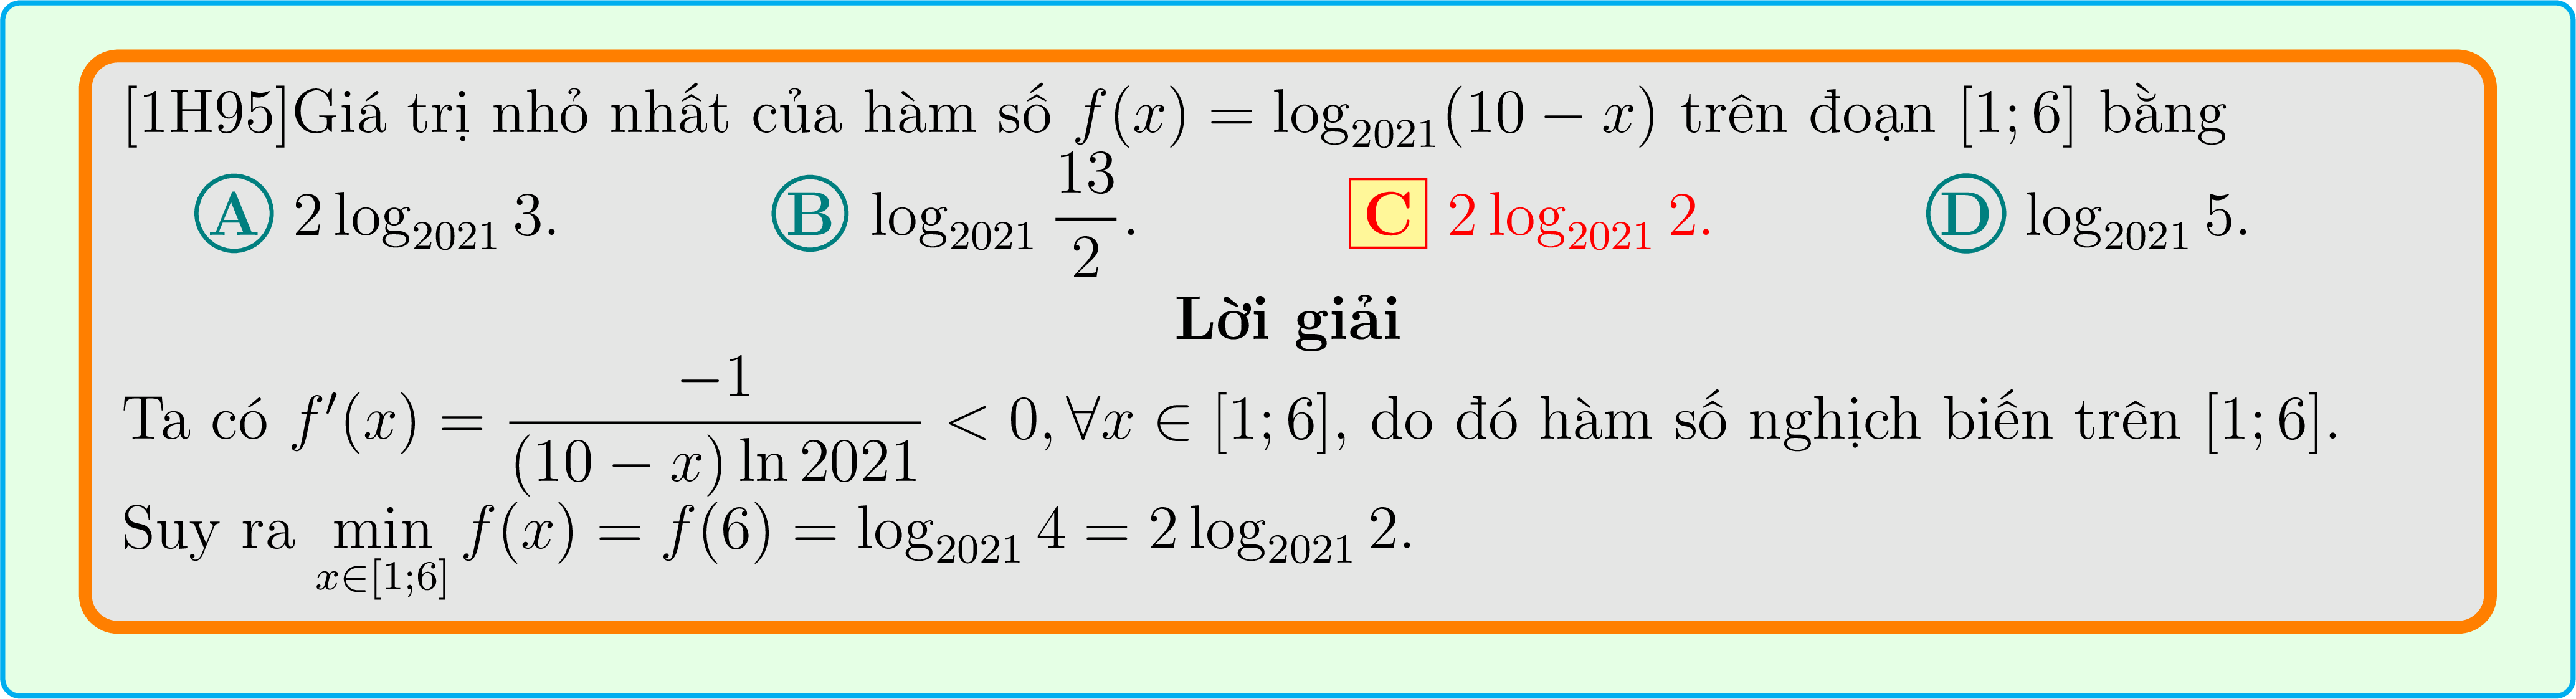 [1H95]Giá trị nhỏ nhất của hàm số $f(x) = \log_{2021}(10 - x)$ trên đoạn $[1; 6]$ bằng
A $2\log_{2021} 3$. B $\log_{2021} \dfrac{13}{2}$. C $2\log_{2021} 2$. D $\log_{2021} 5$.
Lời giải
Ta có $f'(x) = \dfrac{-1}{(10 - x)\ln 2021} < 0, \forall x \in [1; 6]$, do đó hàm số nghịch biến trên $[1; 6]$.
Suy ra $\min\limits_{x \in [1;6]} f(x) = f(6) = \log_{2021} 4 = 2\log_{2021} 2$.